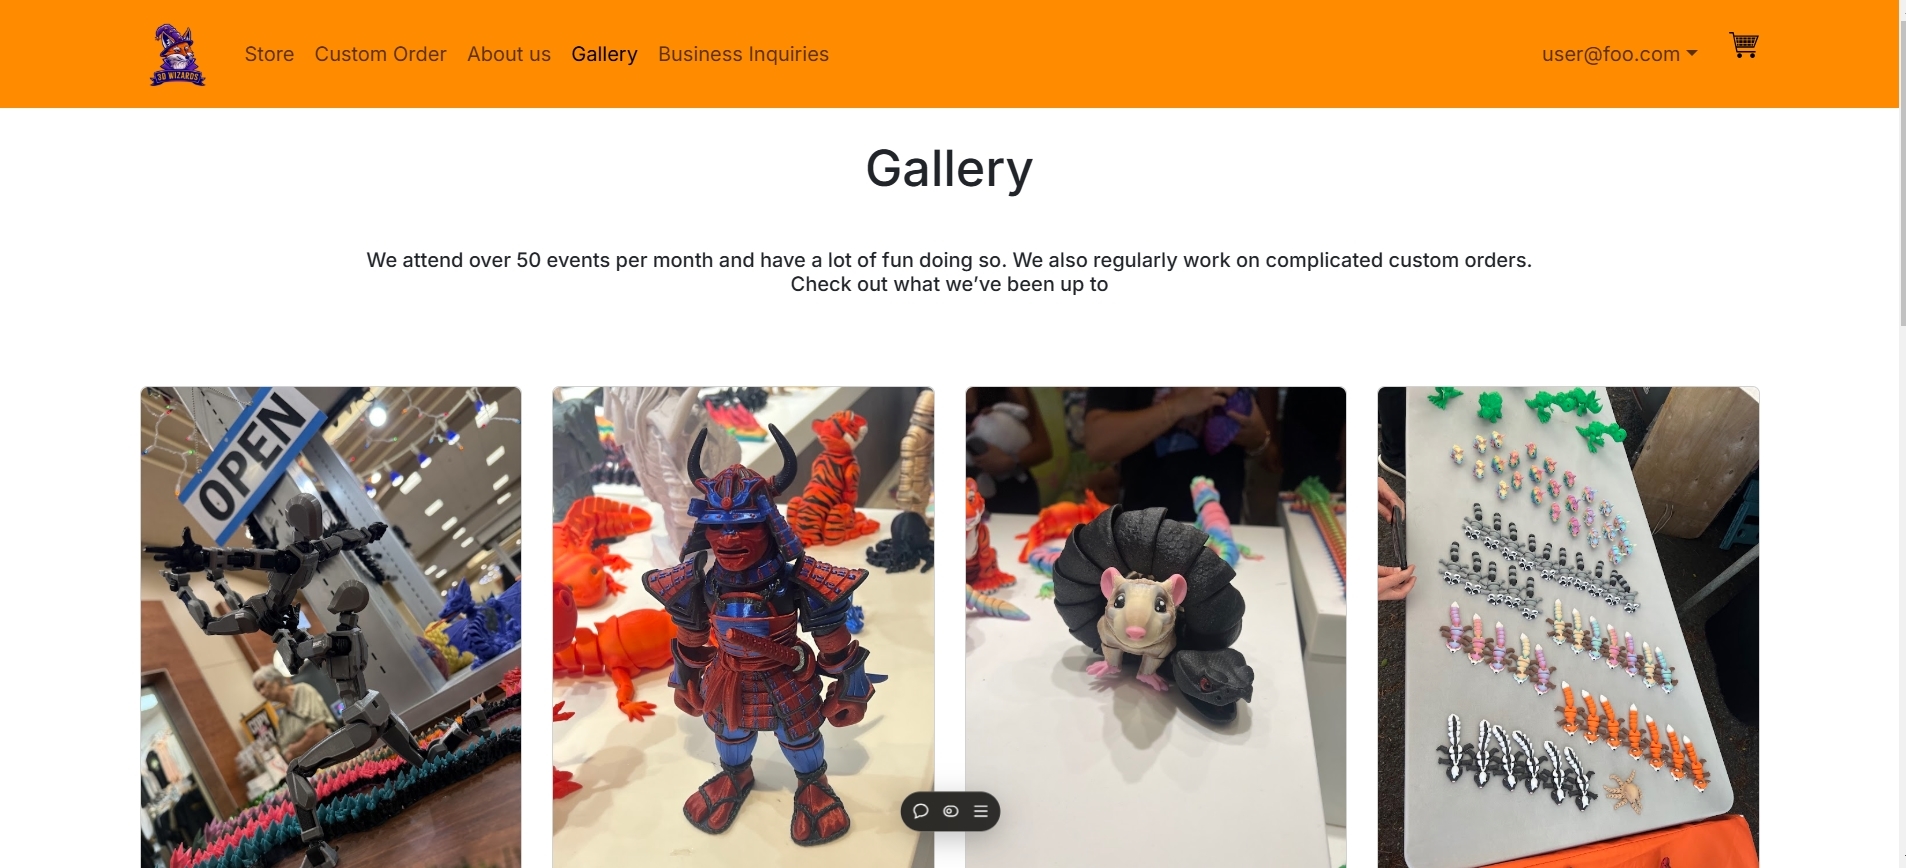 3D WIZARDS
Store Custom Order About us Gallery Business Inquiries
user@foo.com
Gallery
We attend over 50 events per month and have a lot of fun doing so. We also regularly work on complicated custom orders.
Check out what we’ve been up to
OPEN